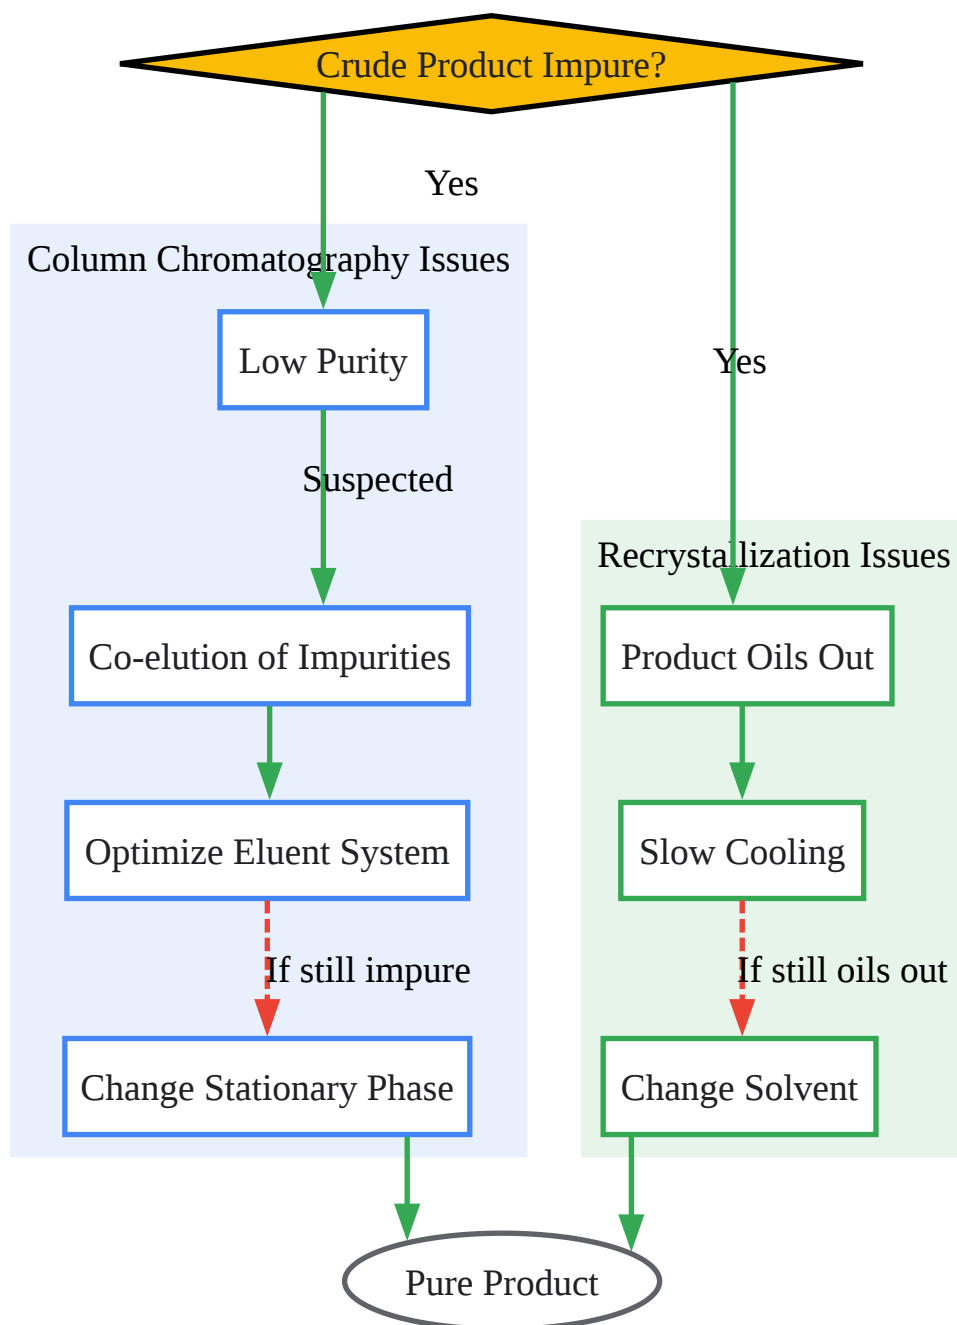 Crude Product Impure?
Yes
Column Chromatography Issues
Low Purity
Yes
Suspected
Recrystallization Issues
Co-elution of Impurities
Product Oils Out
Optimize Eluent System
Slow Cooling
If still impure
If still oils out
Change Stationary Phase
Change Solvent
Pure Product